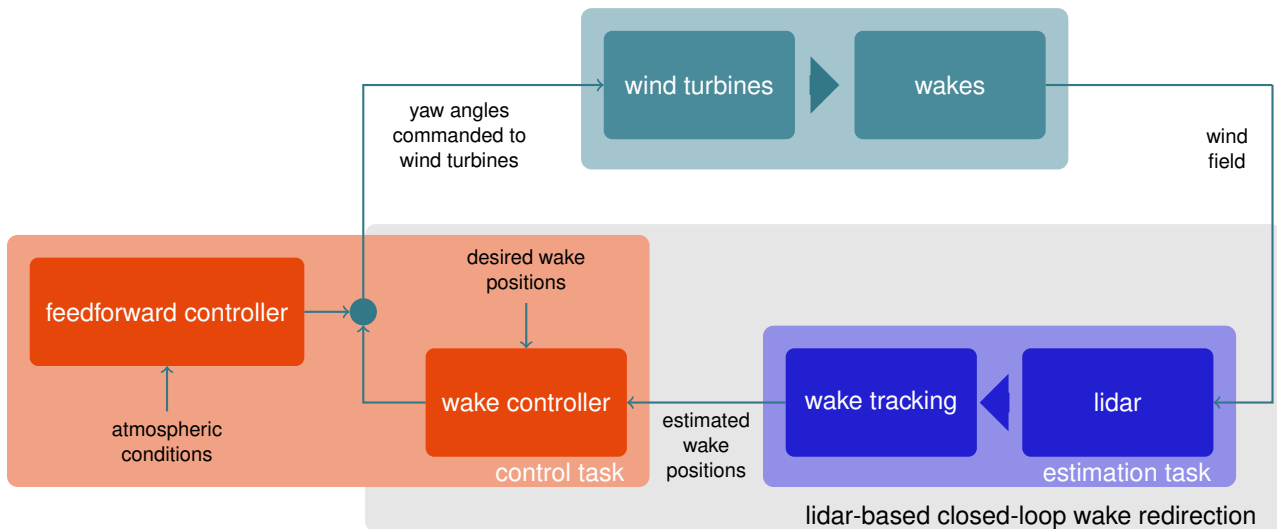 wind turbines
wakes
yaw angles
commanded to
wind turbines
wind
field
feedforward controller
desired wake
positions
atmospheric
conditions
wake controller
control task
estimated
wake
positions
wake tracking
lidar
estimation task
lidar-based closed-loop wake redirection